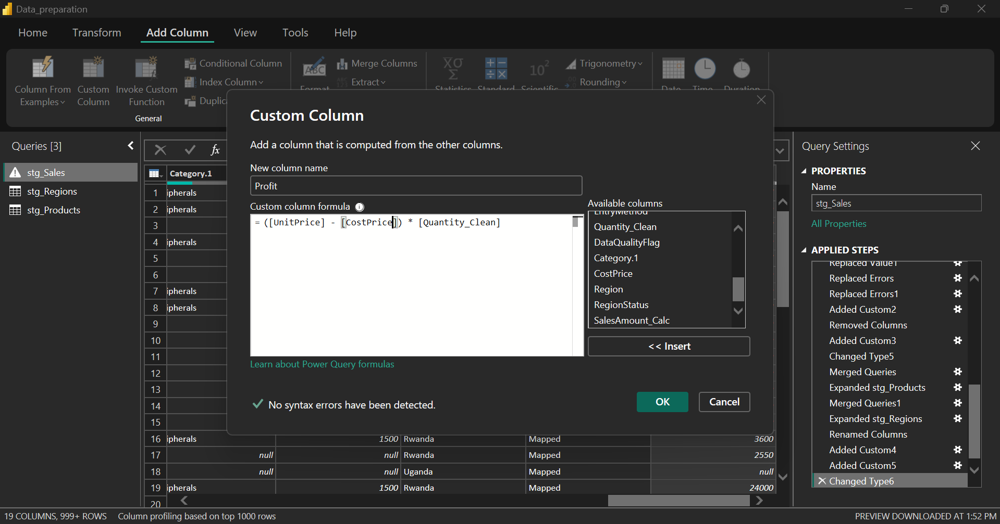 Data_preparation
Home Transform Add Column View Tools Help
Column From Examples
Custom Column
Invoke Custom Function
Conditional Column
Index Column
Duplic
General
ABC
Format
Merge Columns
ABC 123 Extract
XO Σ
Statistics
Standard
10²
Scientific
Trigonometry
.00 .0 Rounding
Date
Time
Duration
Queries [3]
stg_Sales
stg_Regions
stg_Products
fx
Category.1
1 ipherals
2 ipherals
3
4 ipherals
5
6
7 ipherals
8 ipherals
9
10
11
12
13
14
15
16 ipherals 1500 Rwanda Mapped 3600
17 null null Rwanda Mapped 2550
18 null null Uganda Mapped null
19 ipherals 1500 Rwanda Mapped 24000
20
Custom Column
Add a column that is computed from the other columns.
New column name
Profit
Custom column formula
= ([UnitPrice] - [CostPrice]) * [Quantity_Clean]
Available columns
EntryMethod
Quantity_Clean
DataQualityFlag
Category.1
CostPrice
Region
RegionStatus
SalesAmount_Calc
<< Insert
Learn about Power Query formulas
No syntax errors have been detected.
OK
Cancel
Query Settings
PROPERTIES
Name
stg_Sales
All Properties
APPLIED STEPS
Replaced Value1
Replaced Errors
Replaced Errors1
Added Custom2
Removed Columns
Added Custom3
Changed Type5
Merged Queries
Expanded stg_Products
Merged Queries1
Expanded stg_Regions
Renamed Columns
Added Custom4
Added Custom5
Changed Type6
19 COLUMNS, 999+ ROWS Column profiling based on top 1000 rows
PREVIEW DOWNLOADED AT 1:52 PM